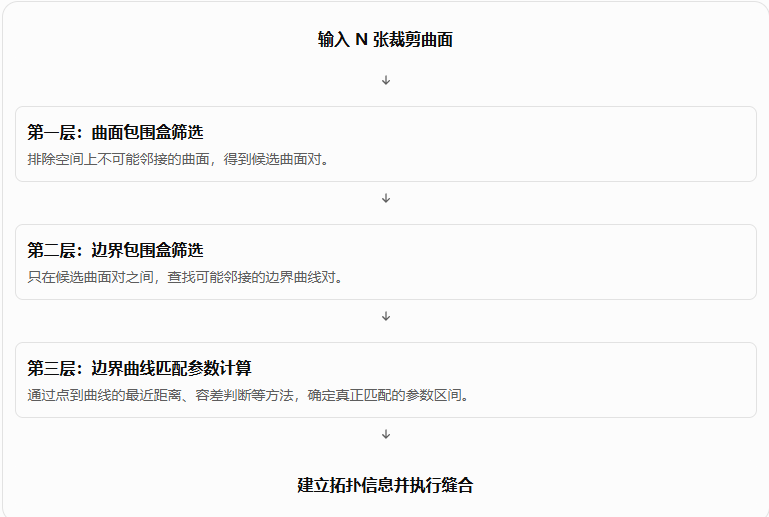 输入 N 张裁剪曲面
↓
第一层：曲面包围盒筛选
排除空间上不可能邻接的曲面，得到候选曲面对。
↓
第二层：边界包围盒筛选
只在候选曲面对之间，查找可能邻接的边界曲线对。
↓
第三层：边界曲线匹配参数计算
通过点到曲线的最近距离、容差判断等方法，确定真正匹配的参数区间。
↓
建立拓扑信息并执行缝合